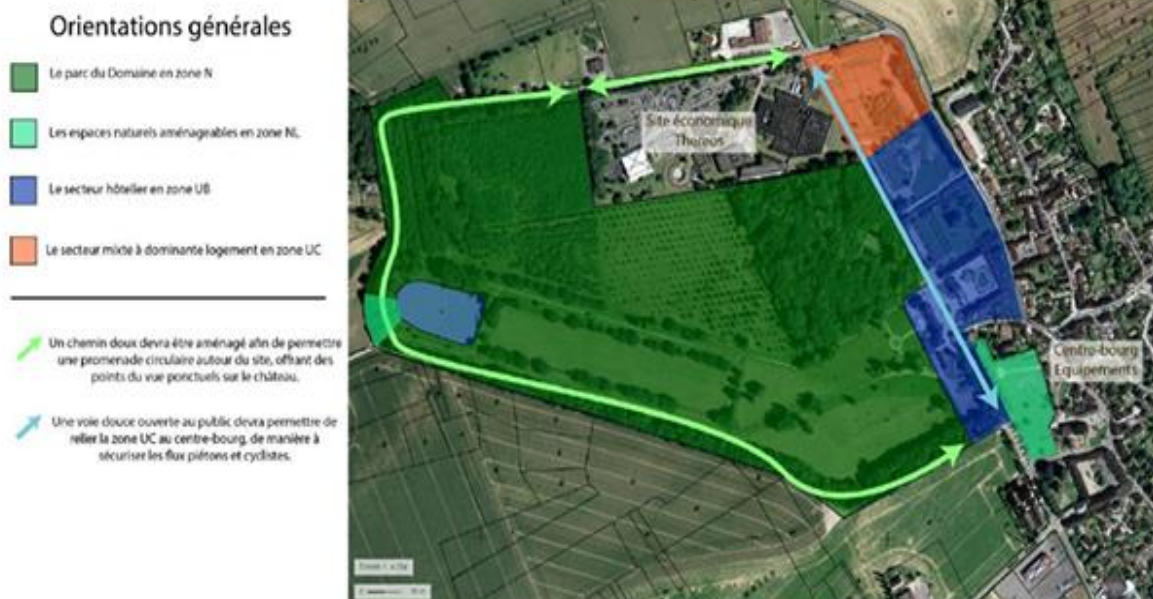 Orientations générales
Le parc du Domaine en zone N
Les espaces naturels aménageables en zone NL
Le secteur hôtelier en zone UB
Le secteur mixte à dominante logement en zone UC
Un chemin doux devra être aménagé afin de permettre
une promenade circulaire autour du site, offrant des
points du vue ponctuels sur le château.
Une voie douce ouverte au public devra permettre de
relier la zone UC au centre-bourg, de manière à
sécuriser les flux piétons et cyclistes.
Site économique
Théreos
Centre-bourg
Equipements